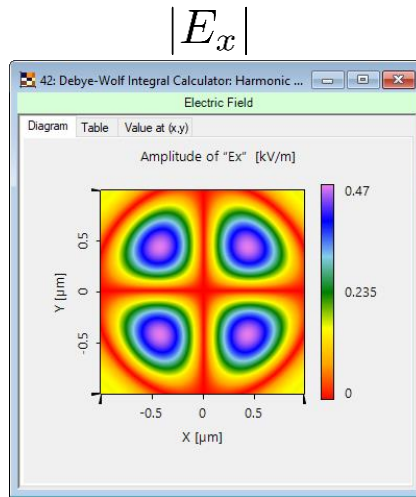 |E_x|
42: Debye-Wolf Integral Calculator: Harmonic ...
Electric Field
Diagram Table Value at (x,y)
Amplitude of "Ex" [kV/m]
0.47
0.5
0.235
Y [µm]
0
-0.5
0
-0.5 0 0.5
X [µm]